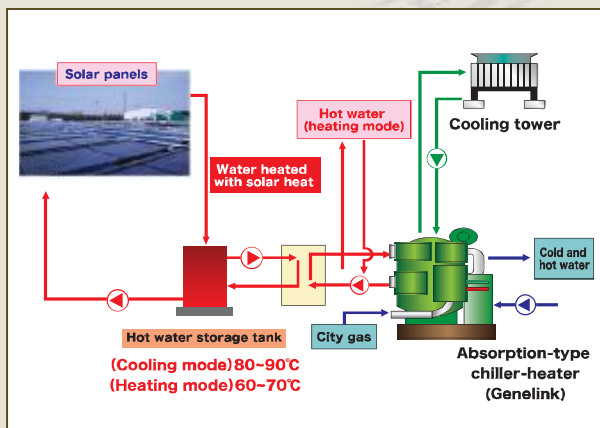 Solar panels
Hot water
(heating mode)
Cooling tower
Water heated
with solar heat
Cold and
hot water
Hot water storage tank
City gas
(Cooling mode)80~90℃
(Heating mode)60~70℃
Absorption-type
chiller-heater
(Genelink)